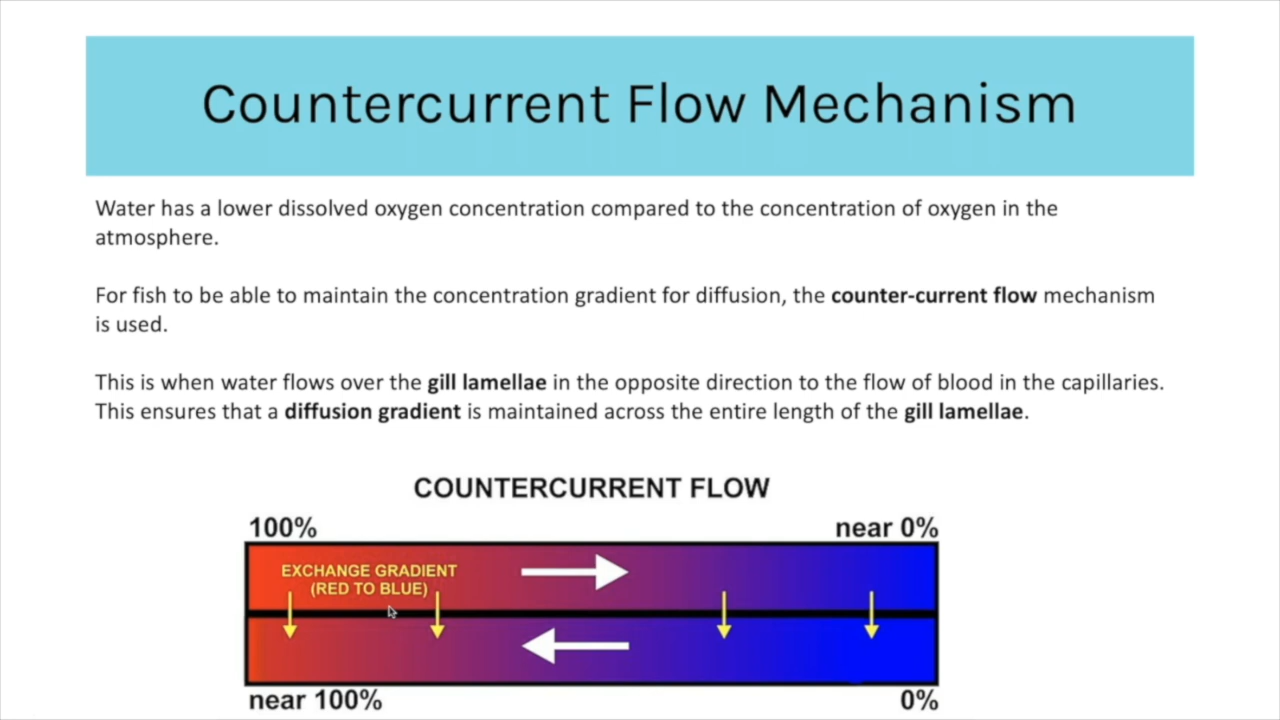 Countercurrent Flow Mechanism
Water has a lower dissolved oxygen concentration compared to the concentration of oxygen in the
atmosphere.
For fish to be able to maintain the concentration gradient for diffusion, the counter-current flow mechanism
is used.
This is when water flows over the gill lamellae in the opposite direction to the flow of blood in the capillaries.
This ensures that a diffusion gradient is maintained across the entire length of the gill lamellae.
COUNTERCURRENT FLOW
100%
near 0%
EXCHANGE GRADIENT
(RED TO BLUE)
near 100%
0%